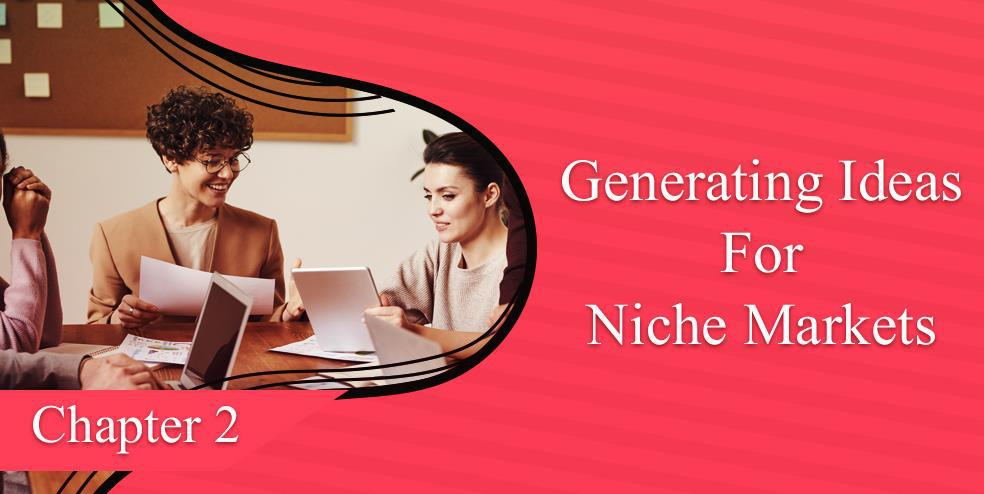 Generating Ideas
For
Niche Markets
Chapter 2